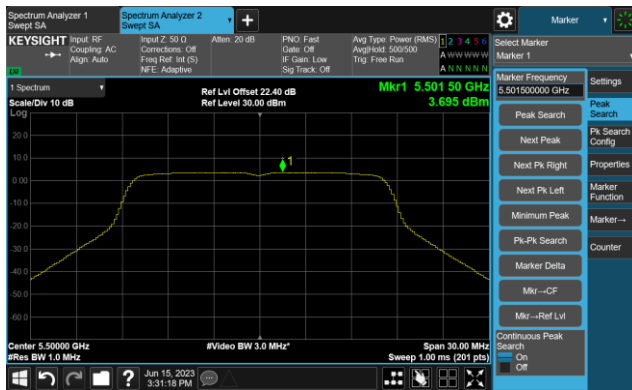 Spectrum Analyzer 1
Swept SA
Spectrum Analyzer 2
Swept SA
Marker
KEYSIGHT
Input: RF
Coupling: AC
Align: Auto
Input Z: 50 Ω
Corrections: Off
Freq Ref: Int (S)
NFE: Adaptive
Atten: 20 dB
PNO: Fast
Gate: Off
IF Gain: Low
Sig Track: Off
Avg Type: Power (RMS)
Avg|Hold: 500/500
Trig: Free Run
1 2 3 4 5 6
A W W W W W
A N N N N N
Select Marker
Marker 1
1 Spectrum
Scale/Div 10 dB
Log
Ref Lvl Offset 22.40 dB
Ref Level 30.00 dBm
Mkr1 5.501 50 GHz
3.695 dBm
20.0
10.0
0.00
-10.0
-20.0
-30.0
-40.0
-50.0
-60.0
1
Center 5.50000 GHz
#Res BW 1.0 MHz
#Video BW 3.0 MHz*
Span 30.00 MHz
Sweep 1.00 ms (201 pts)
Marker Frequency
5.501500000 GHz
Peak Search
Next Peak
Next Pk Right
Next Pk Left
Minimum Peak
Pk-Pk Search
Marker Delta
Mkr→CF
Mkr→Ref Lvl
Continuous Peak
Search
On
Off
Settings
Peak
Search
Pk Search
Config
Properties
Marker
Function
Marker→
Counter
Jun 15, 2023
3:31:18 PM